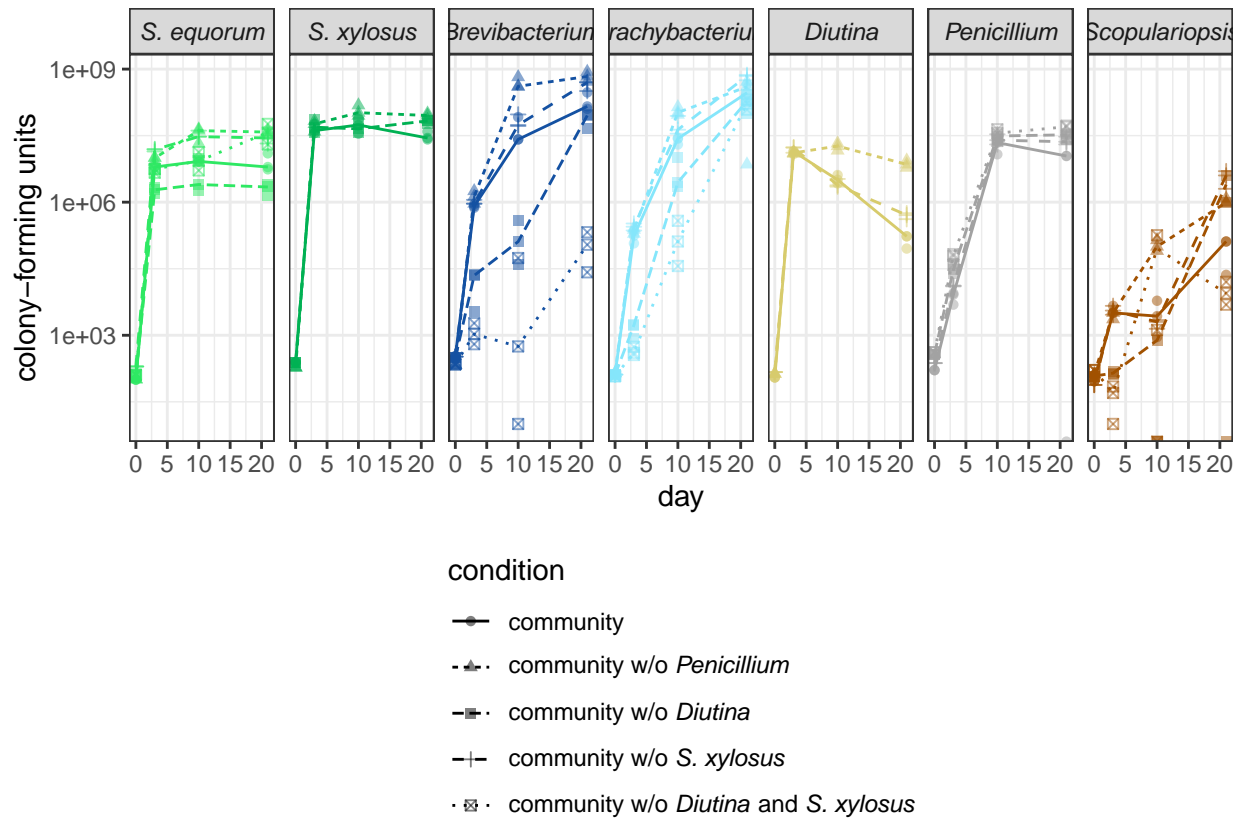 S. equorum S. xylosus Brevibacterium rachybacteriu Diutina Penicillium Scopulariopsis
1e+09
1e+06
1e+03
colony−forming units
0 5 10 15 20 0 5 10 15 20 0 5 10 15 20 0 5 10 15 20 0 5 10 15 20 0 5 10 15 20 0 5 10 15 20
day
condition
community
community w/o Penicillium
community w/o Diutina
community w/o S. xylosus
community w/o Diutina and S. xylosus